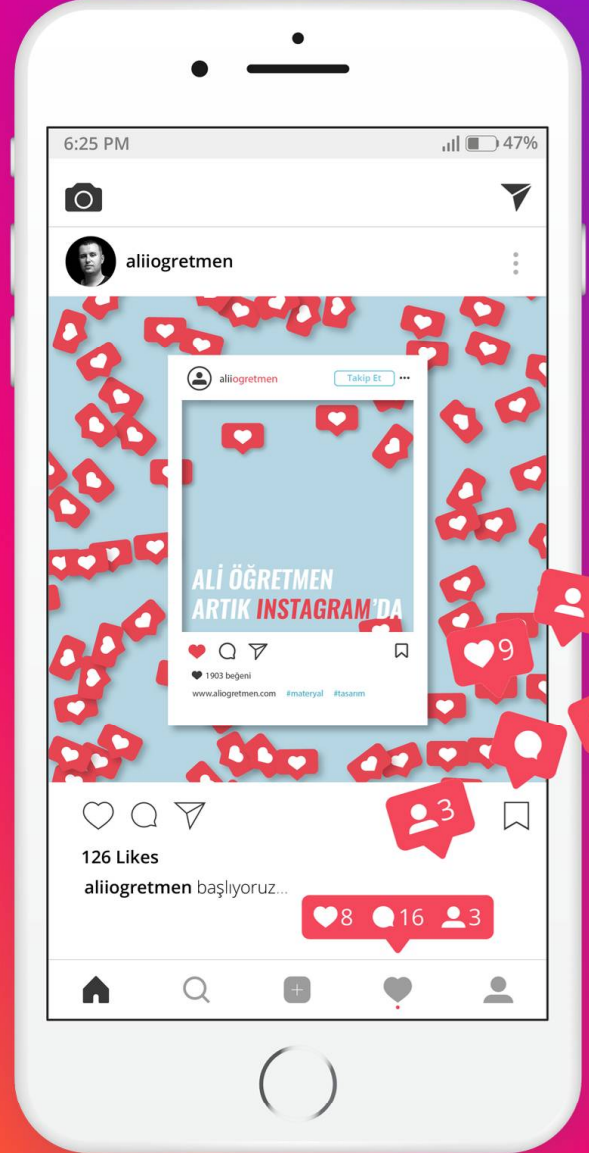 6:25 PM 47%
aliiogretmen
aliiogretmen Takip Et
ALİ ÖĞRETMEN
ARTIK INSTAGRAM'DA
1903 beğeni
www.aliogretmen.com #materyal #tasarım
9
3
126 Likes
aliiogretmen başlıyoruz...
8 16 3